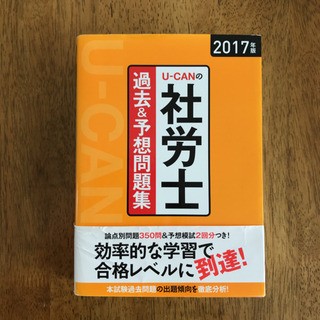 2017年版
U-CAN
U-CANの
社労士
過去&予想問題集
論点別問題350問&予想模試2回分つき!
効率的な学習で
合格レベルに到達!
本試験過去問題の出題傾向を徹底分析!